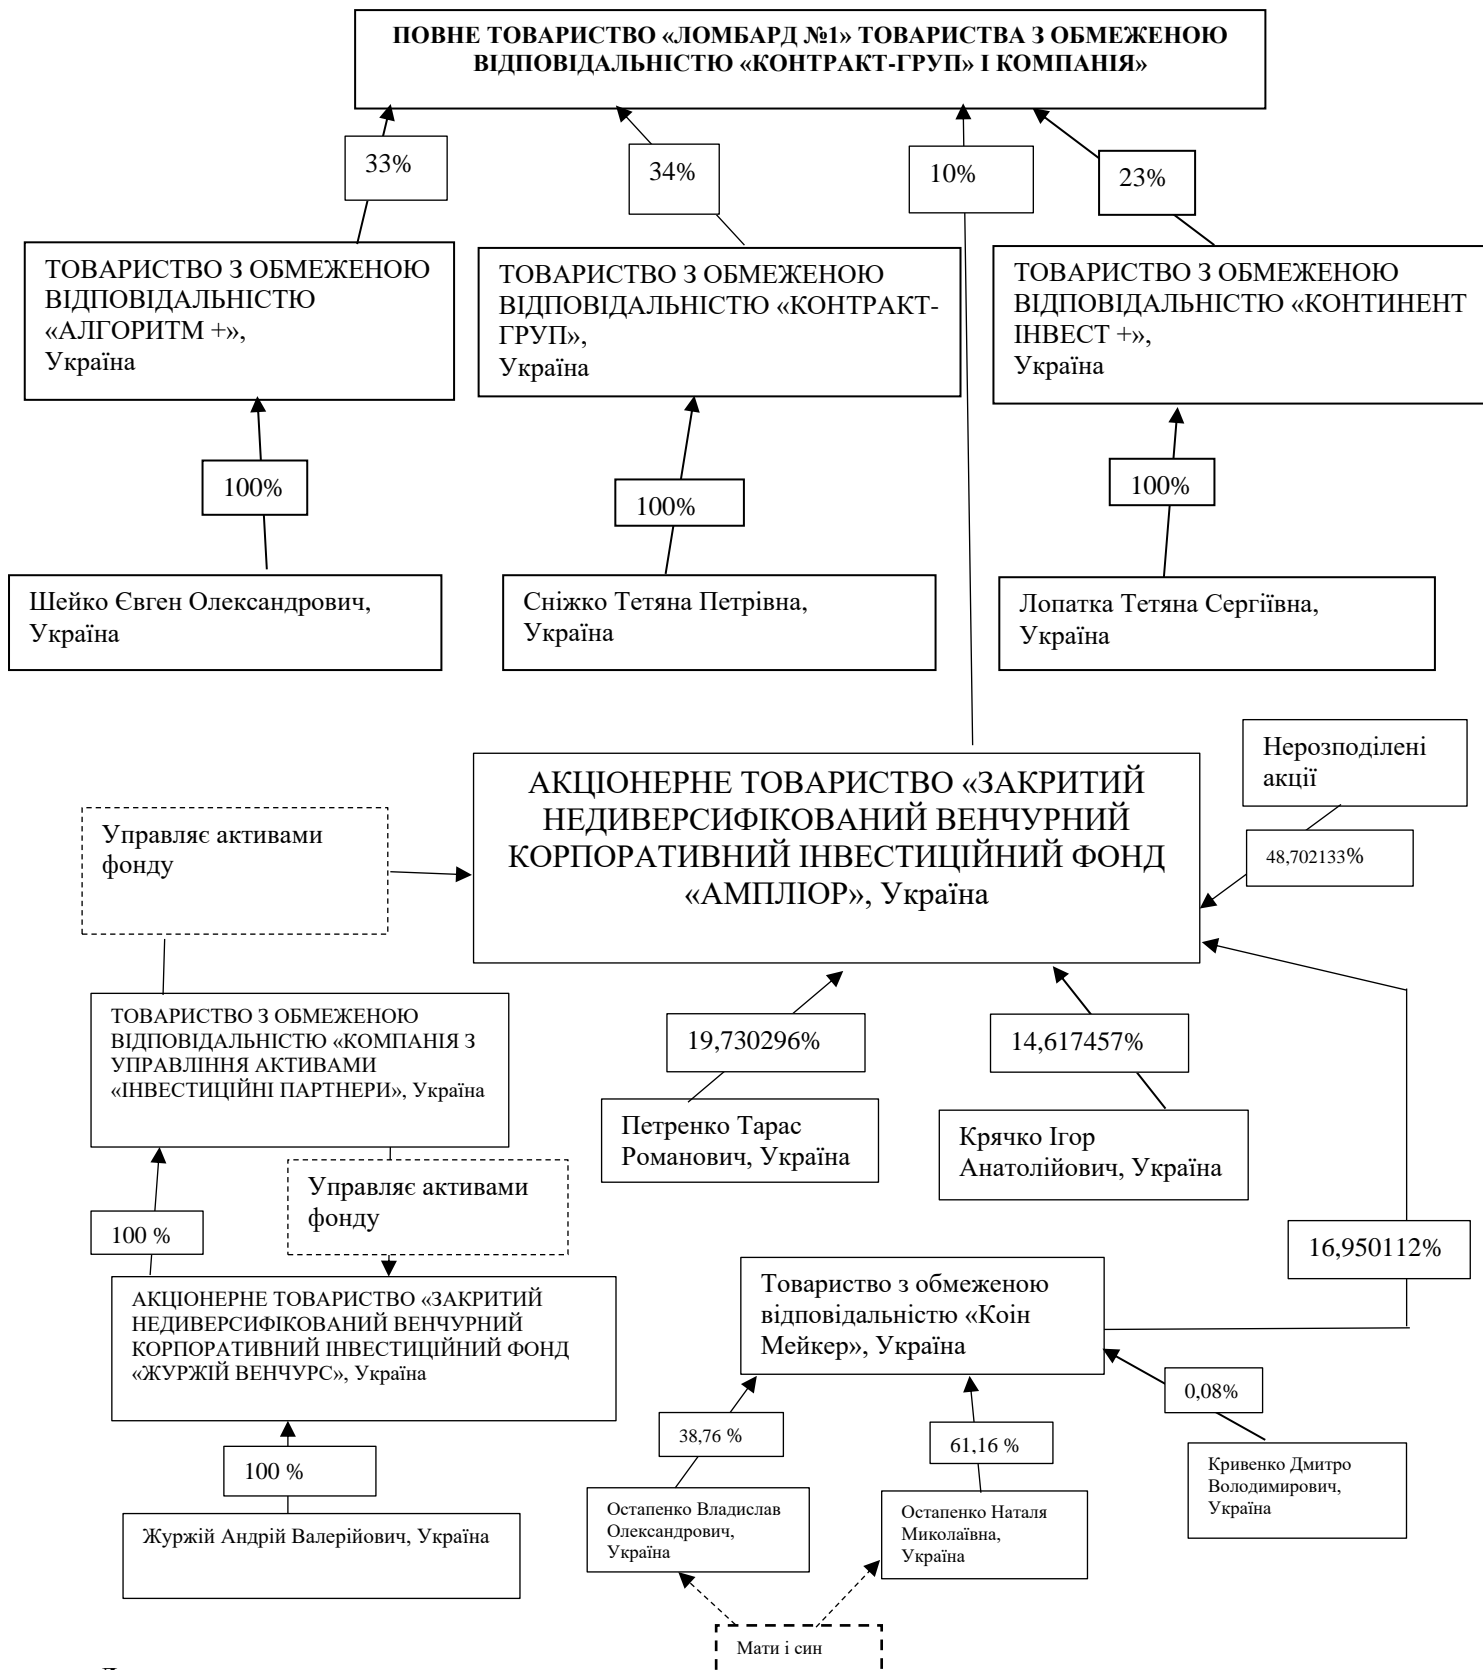 ПОВНЕ ТОВАРИСТВО «ЛОМБАРД №1» ТОВАРИСТВА З ОБМЕЖЕНОЮ
ВІДПОВІДАЛЬНІСТЮ «КОНТРАКТ-ГРУП» І КОМПАНІЯ»
33%
34%
10%
23%
ТОВАРИСТВО З ОБМЕЖЕНОЮ
ВІДПОВІДАЛЬНІСТЮ
«АЛГОРИТМ +»,
Україна
ТОВАРИСТВО З ОБМЕЖЕНОЮ
ВІДПОВІДАЛЬНІСТЮ «КОНТРАКТ-
ГРУП»,
Україна
ТОВАРИСТВО З ОБМЕЖЕНОЮ
ВІДПОВІДАЛЬНІСТЮ «КОНТИНЕНТ
ІНВЕСТ +»,
Україна
100%
100%
100%
Шейко Євген Олександрович,
Україна
Сніжко Тетяна Петрівна,
Україна
Лопатка Тетяна Сергіївна,
Україна
Нерозподілені
акції
48,702133%
АКЦІОНЕРНЕ ТОВАРИСТВО «ЗАКРИТИЙ
НЕДИВЕРСИФІКОВАНИЙ ВЕНЧУРНИЙ
КОРПОРАТИВНИЙ ІНВЕСТИЦІЙНИЙ ФОНД
«АМПЛІОР», Україна
Управляє активами
фонду
ТОВАРИСТВО З ОБМЕЖЕНОЮ
ВІДПОВІДАЛЬНІСТЮ «КОМПАНІЯ З
УПРАВЛІННЯ АКТИВАМИ
«ІНВЕСТИЦІЙНІ ПАРТНЕРИ», Україна
19,730296%
14,617457%
Петренко Тарас
Романович, Україна
Крячко Ігор
Анатолійович, Україна
Управляє активами
фонду
100 %
16,950112%
АКЦІОНЕРНЕ ТОВАРИСТВО «ЗАКРИТИЙ
НЕДИВЕРСИФІКОВАНИЙ ВЕНЧУРНИЙ
КОРПОРАТИВНИЙ ІНВЕСТИЦІЙНИЙ ФОНД
«ЖУРЖІЙ ВЕНЧУРС», Україна
Товариство з обмеженою
відповідальністю «Коін
Мейкер», Україна
0,08%
38,76 %
61,16 %
100 %
Кривенко Дмитро
Володимирович,
Україна
Журжій Андрій Валерійович, Україна
Остапенко Владислав
Олександрович,
Україна
Остапенко Наталя
Миколаївна,
Україна
Мати і син